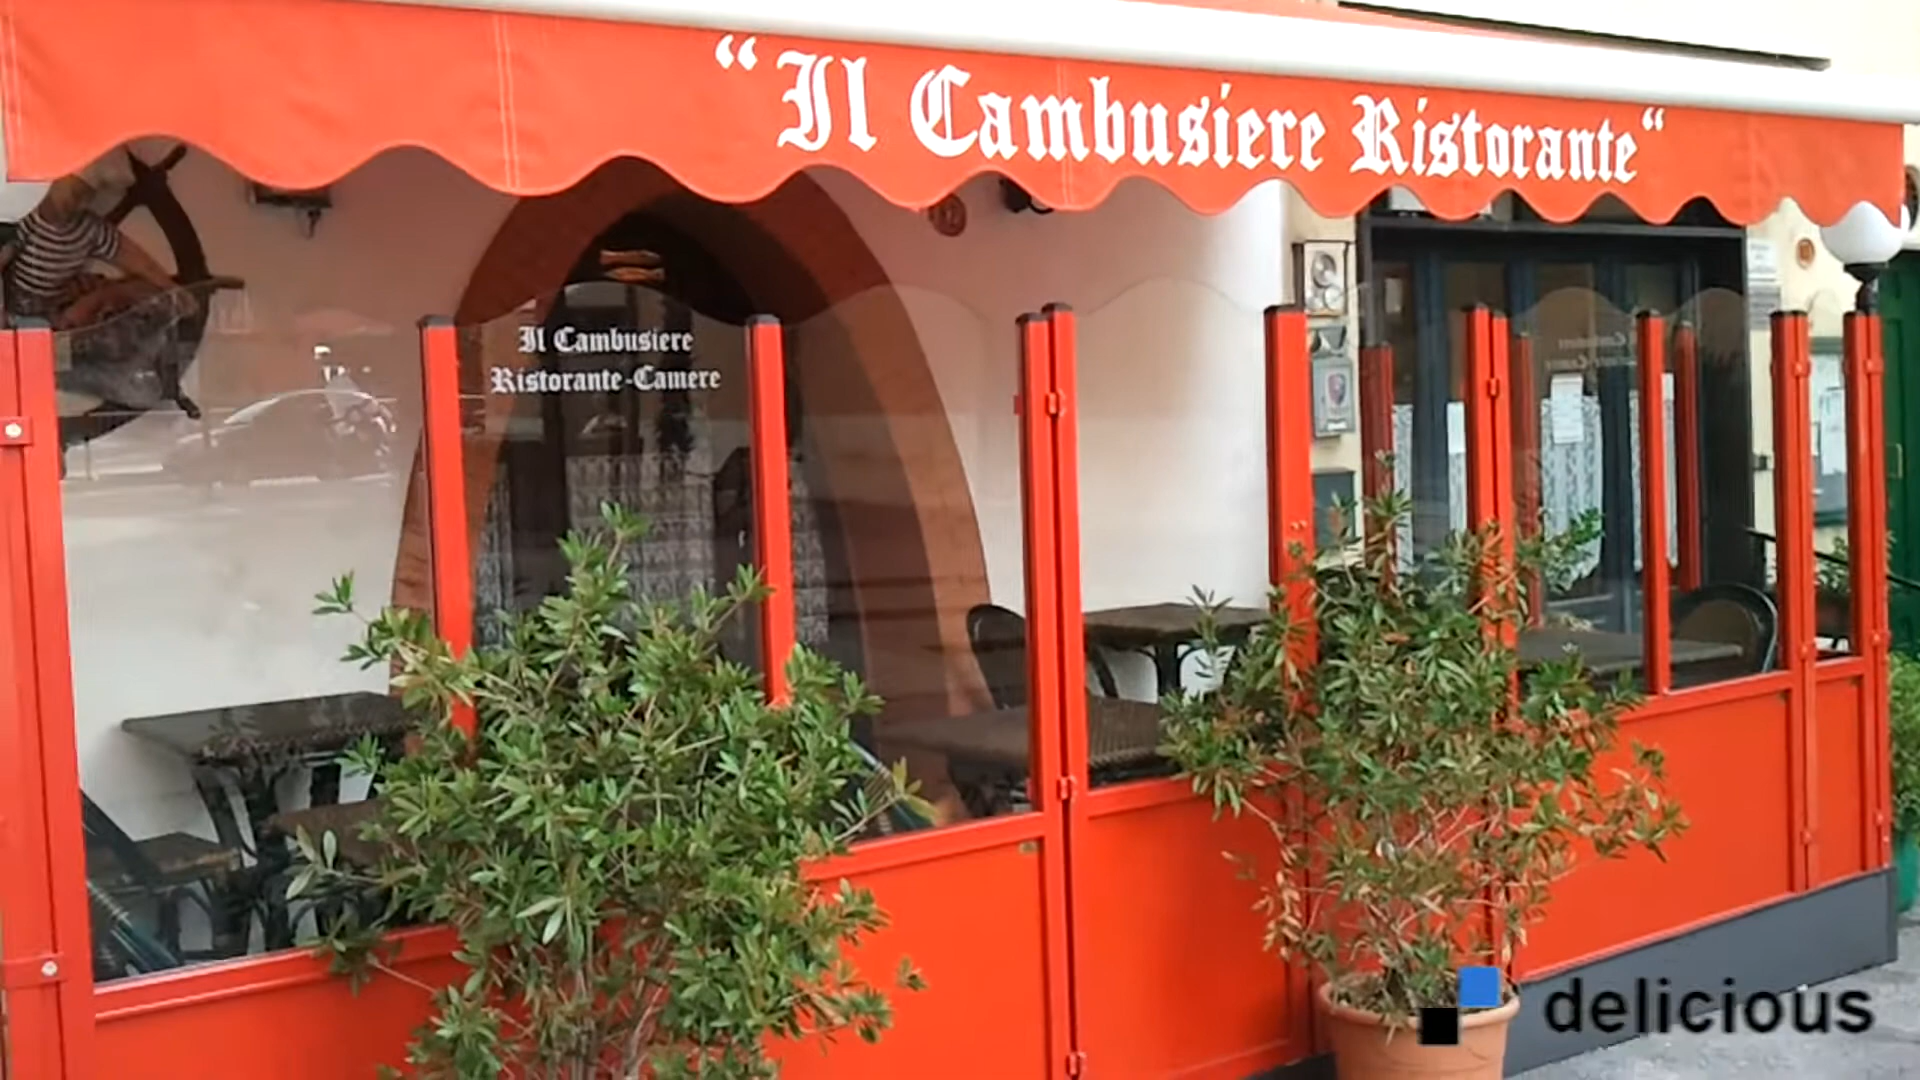 “Il Cambusiere Ristorante“
Il Cambusiere
Ristorante-Camere
delicious